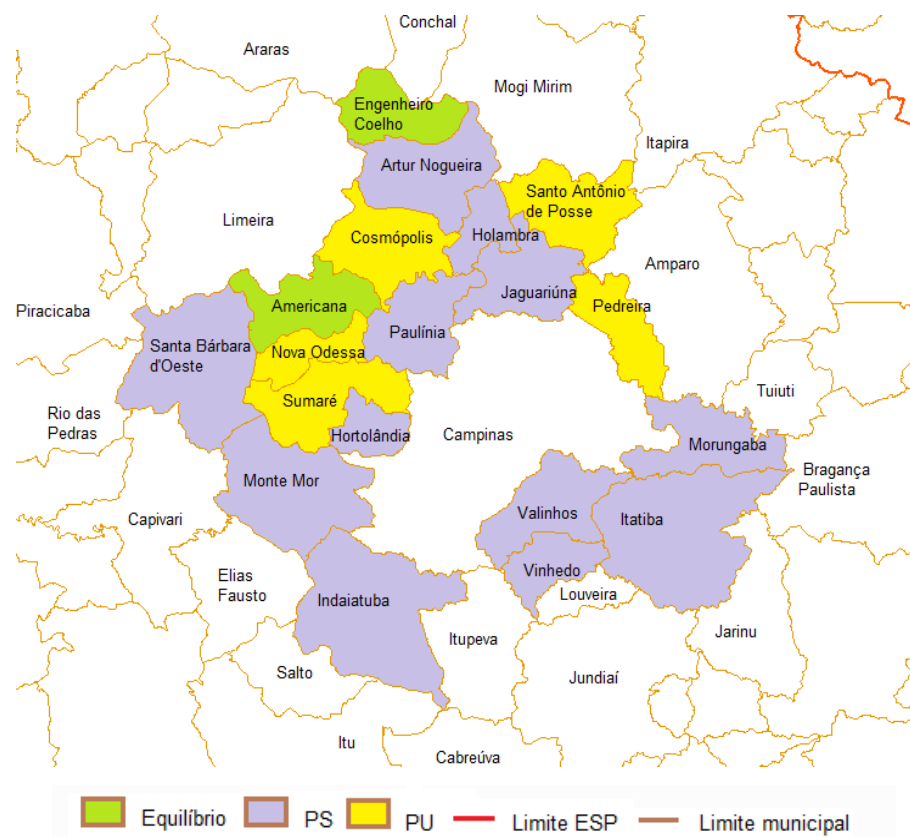 Conchal
Araras
Mogi Mirim
Engenheiro
Coelho
Itapira
Artur Nogueira
Santo Antônio
de Posse
Limeira
Cosmópolis
Holambra
Amparo
Jaguariúna
Piracicaba
Americana
Pedreira
Paulínia
Santa Bárbara
d'Oeste
Nova Odessa
Tuiuti
Sumaré
Rio das
Pedras
Hortolândia
Campinas
Morungaba
Bragança
Paulista
Monte Mor
Valinhos
Itatiba
Capivari
Vinhedo
Elias
Fausto
Louveira
Indaiatuba
Itupeva
Jarinu
Salto
Jundiaí
Itu
Cabreúva
Equilíbrio PS PU Limite ESP Limite municipal